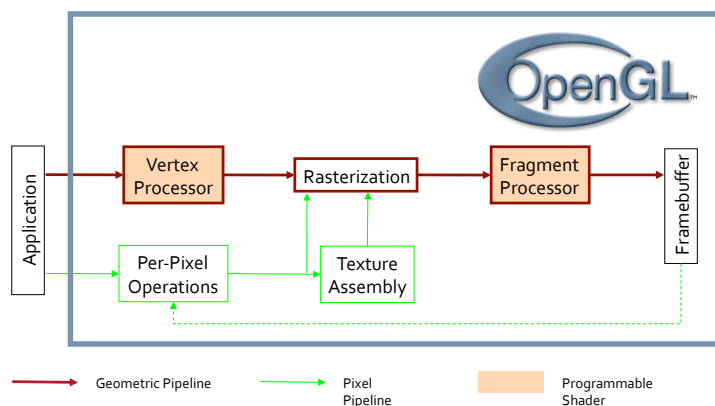 OpenGL™
Vertex
Processor
Rasterization
Fragment
Processor
Application
Framebuffer
Per-Pixel
Operations
Texture
Assembly
Geometric Pipeline
Pixel
Pipeline
Programmable
Shader